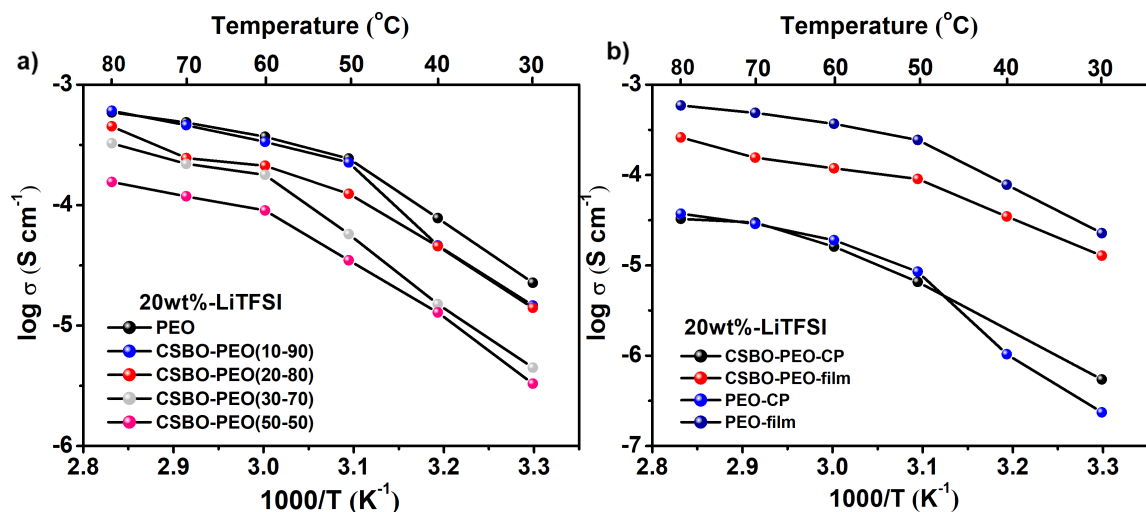 a)
Temperature (°C)
80 70 60 50 40 30
-3
-4
-5
-6
log σ (S cm⁻¹)
20wt%-LiTFSI
PEO
CSBO-PEO(10-90)
CSBO-PEO(20-80)
CSBO-PEO(30-70)
CSBO-PEO(50-50)
2.8 2.9 3.0 3.1 3.2 3.3
1000/T (K⁻¹)
b)
Temperature (°C)
80 70 60 50 40 30
-3
-4
-5
-6
-7
log σ (S cm⁻¹)
20wt%-LiTFSI
CSBO-PEO-CP
CSBO-PEO-film
PEO-CP
PEO-film
2.8 2.9 3.0 3.1 3.2 3.3
1000/T (K⁻¹)